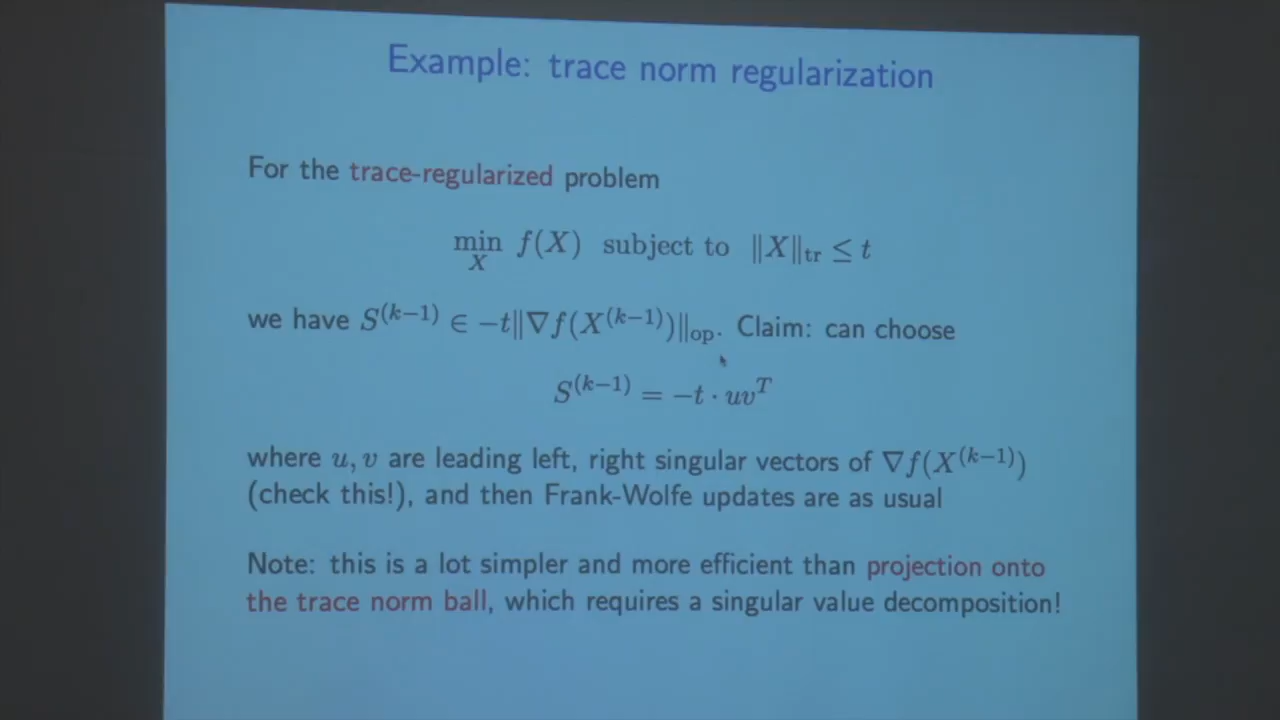 Example: trace norm regularization
For the trace-regularized problem
min_X f(X) subject to ‖X‖_tr ≤ t
we have S^(k−1) ∈ −t‖∇f(X^(k−1))‖_op. Claim: can choose
S^(k−1) = −t · uv^T
where u, v are leading left, right singular vectors of ∇f(X^(k−1))
(check this!), and then Frank-Wolfe updates are as usual
Note: this is a lot simpler and more efficient than projection onto
the trace norm ball, which requires a singular value decomposition!